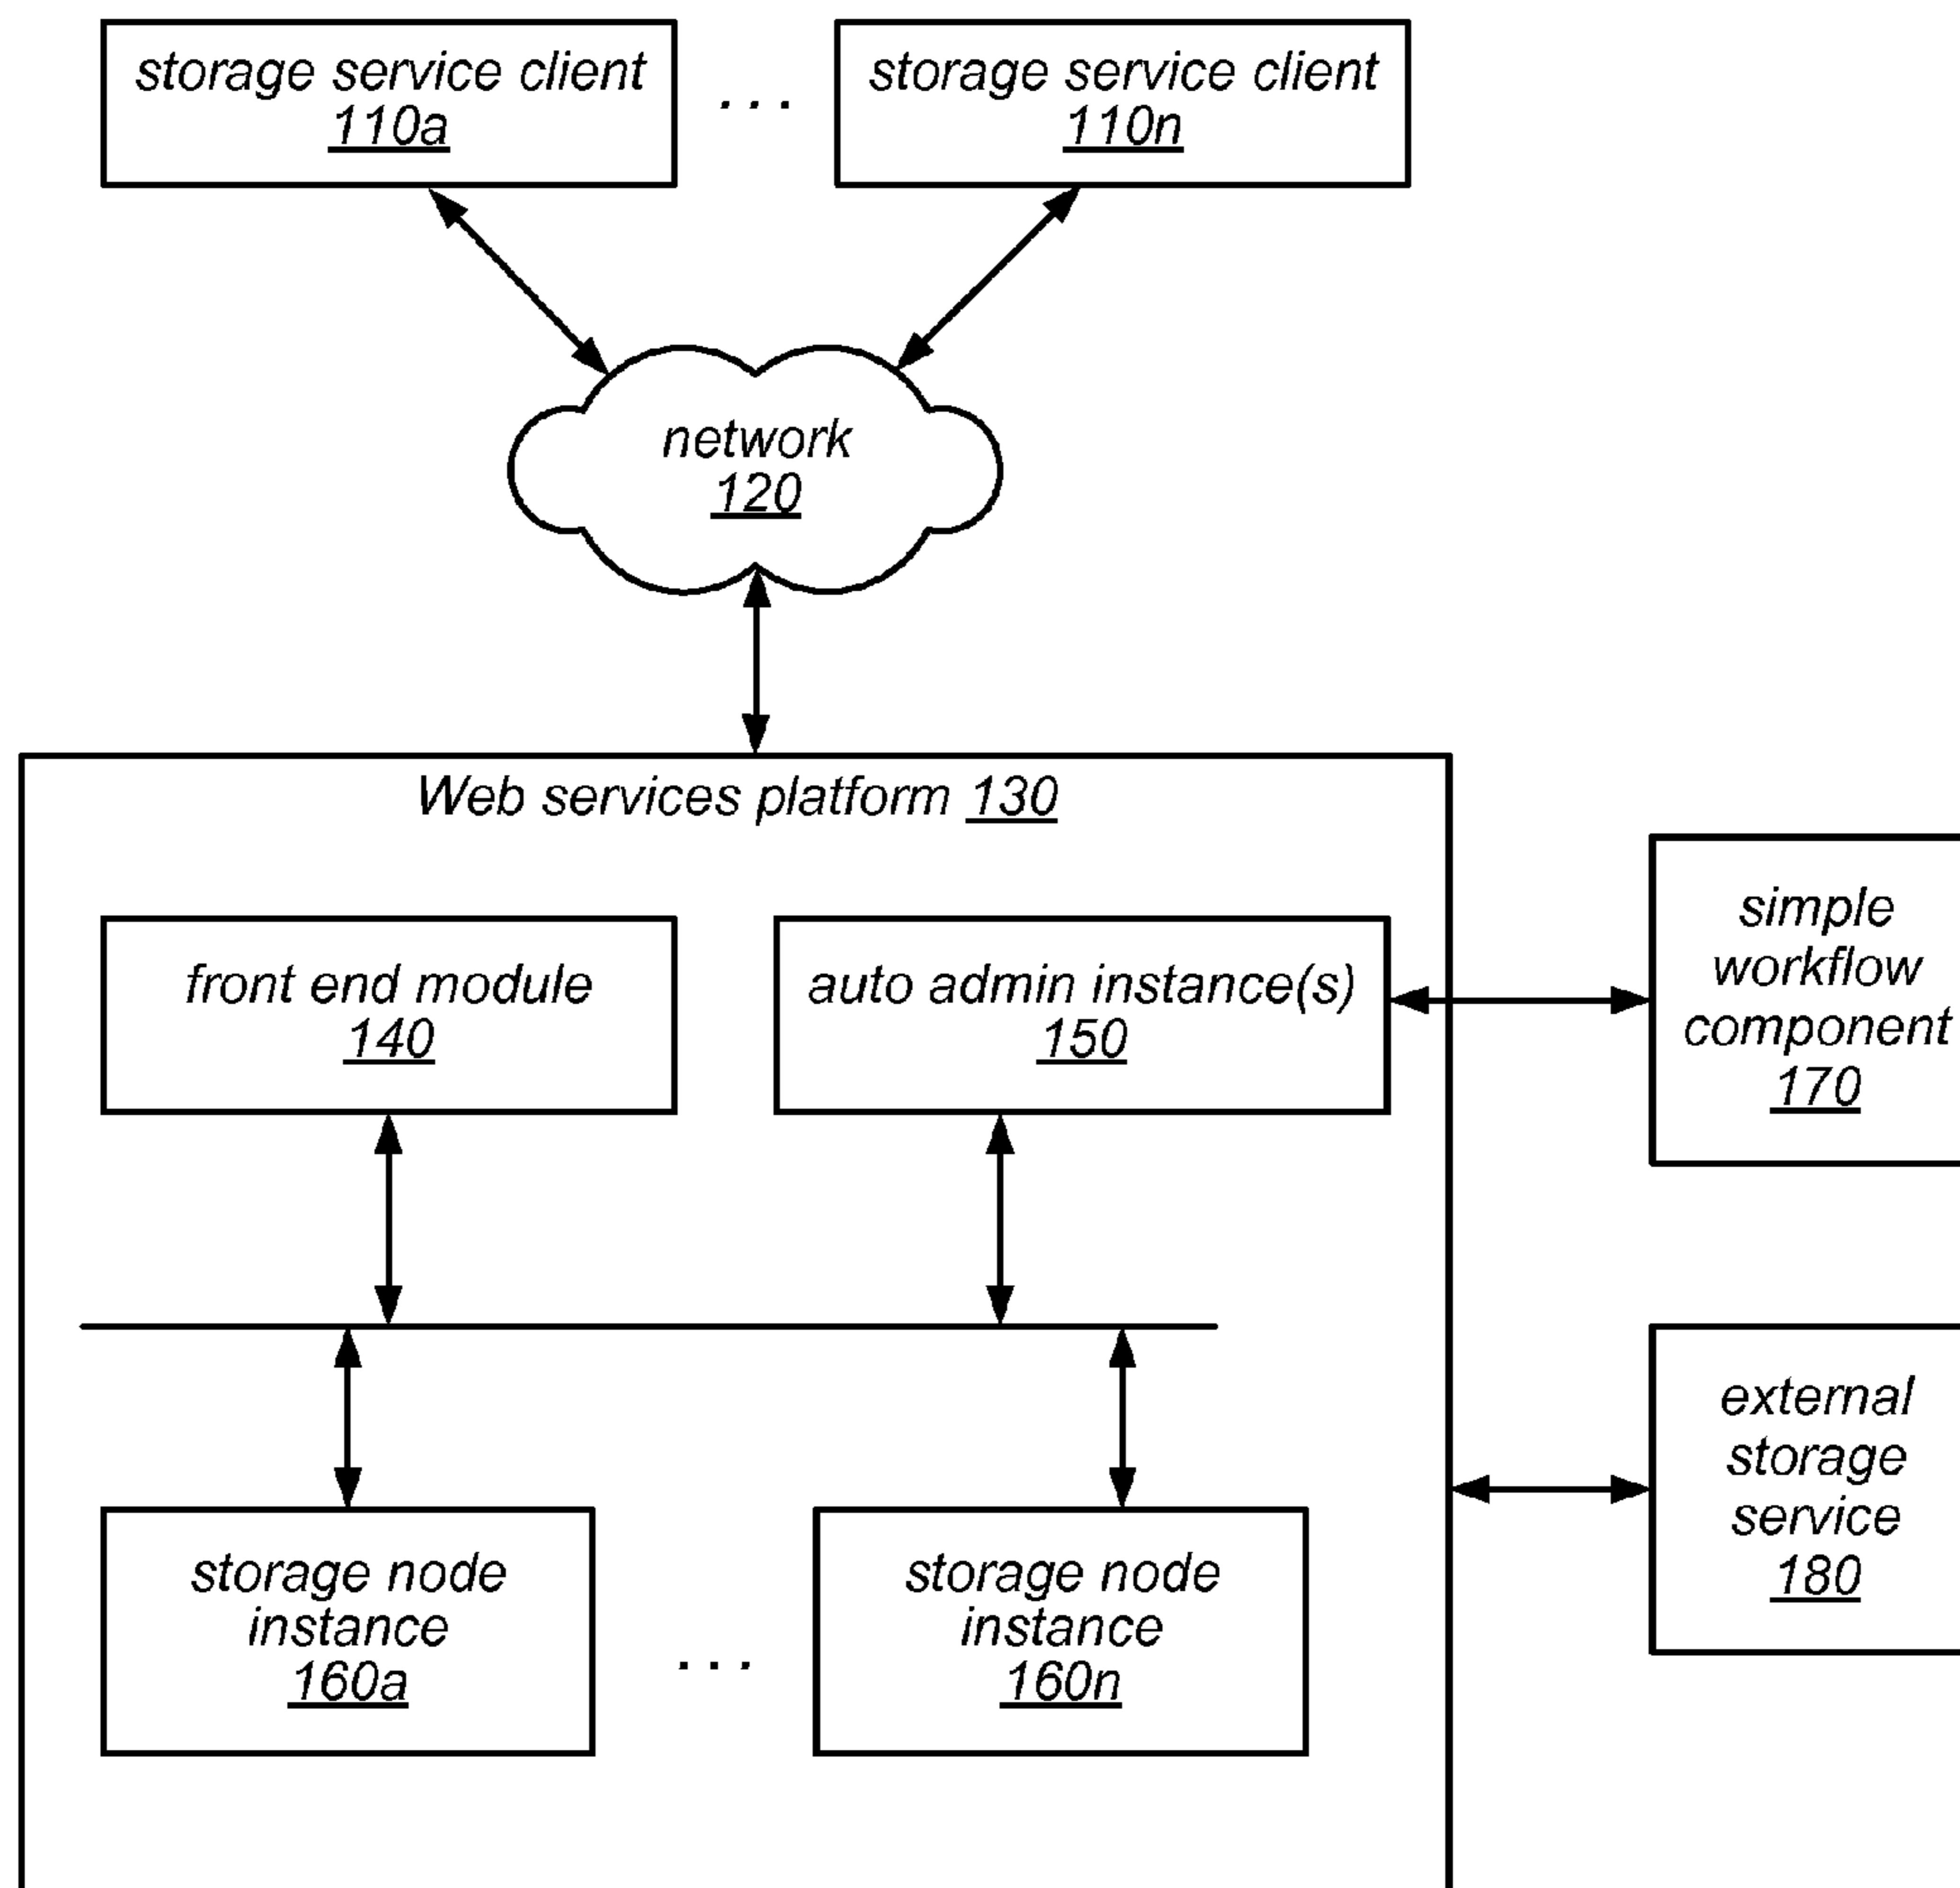 storage service client
110a
. . .
storage service client
110n
network
120
Web services platform 130
front end module
140
auto admin instance(s)
150
simple
workflow
component
170
external
storage
service
180
storage node
instance
160a
. . .
storage node
instance
160n